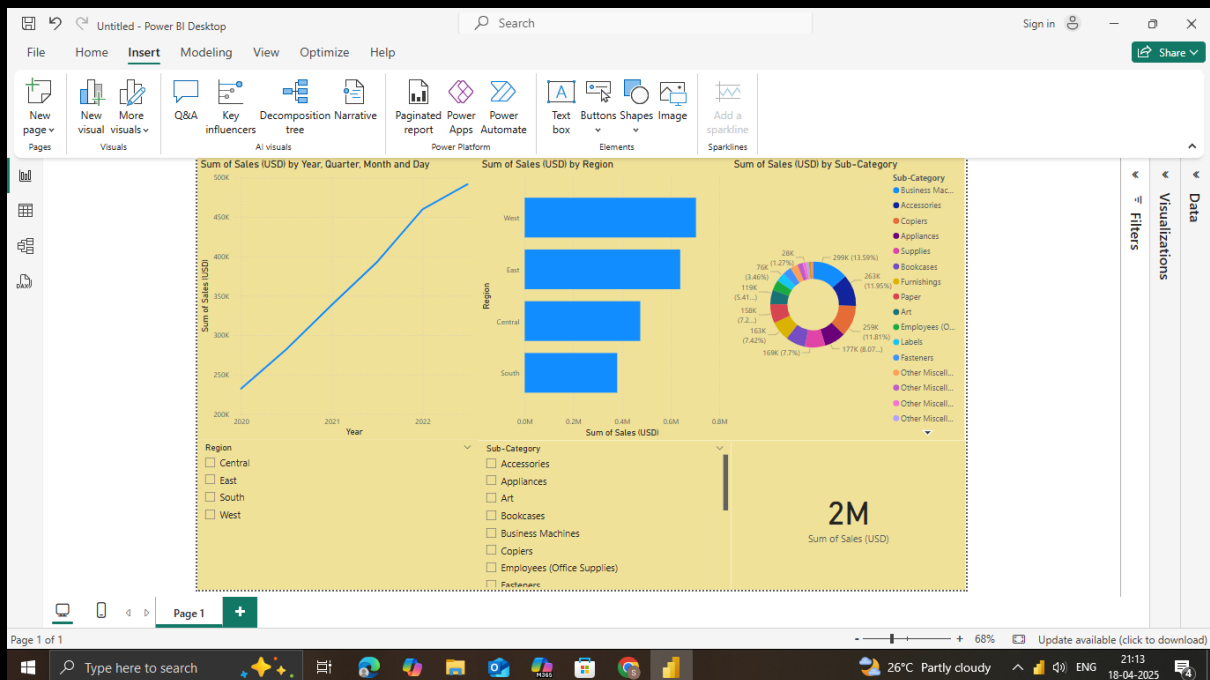 Untitled - Power BI Desktop
Search
Sign in
File Home Insert Modeling View Optimize Help
Share
New page
New visual
More visuals
Q&A
Key influencers
Decomposition tree
Narrative
Paginated report
Power Apps
Power Automate
Text box
Buttons
Shapes
Image
Add a sparkline
Pages
Visuals
AI visuals
Power Platform
Elements
Sparklines
Sum of Sales (USD) by Year, Quarter, Month and Day
500K
450K
400K
350K
300K
250K
200K
Sum of Sales (USD)
2020 2021 2022
Year
Sum of Sales (USD) by Region
Region
West
East
Central
South
0.0M 0.2M 0.4M 0.6M 0.8M
Sum of Sales (USD)
Sum of Sales (USD) by Sub-Category
299K (13.59%)
263K (11.95%)
259K (11.81%)
177K (8.07...)
169K (7.7%)
163K (7.42%)
158K (7.2...)
119K (5.41...)
76K (3.46%)
28K (1.27%)
Sub-Category
Business Mac...
Accessories
Copiers
Appliances
Supplies
Bookcases
Furnishings
Paper
Art
Employees (O...
Labels
Fasteners
Other Miscell...
Other Miscell...
Other Miscell...
Other Miscell...
Filters
Visualizations
Data
DAX
Region
Central
East
South
West
Sub-Category
Accessories
Appliances
Art
Bookcases
Business Machines
Copiers
Employees (Office Supplies)
Fasteners
2M
Sum of Sales (USD)
Page 1
+
Page 1 of 1
- + 68%
Update available (click to download)
Type here to search
M365
S
26°C Partly cloudy
ENG
21:13
18-04-2025
4